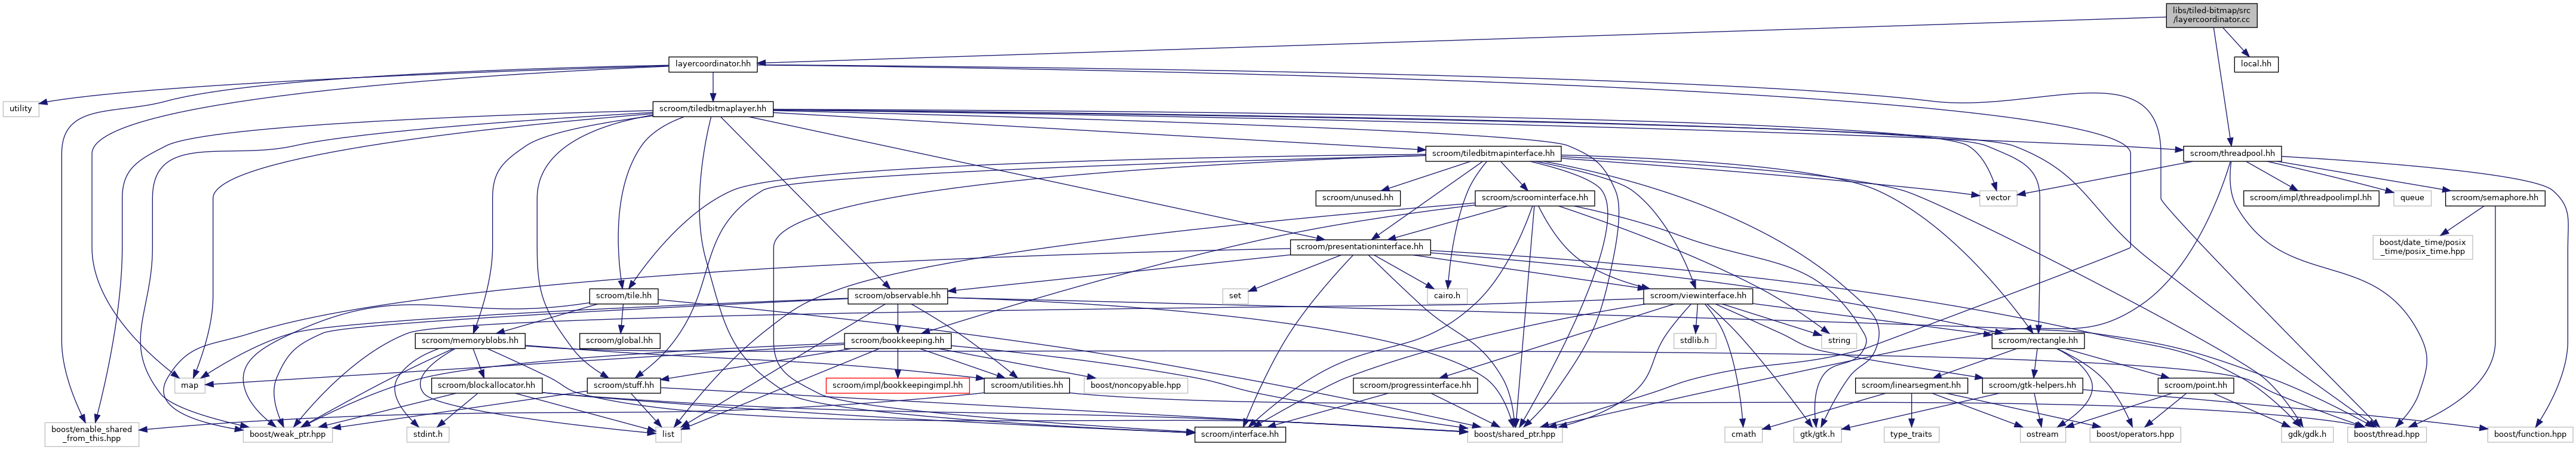 libs/tiled-bitmap/src
/layercoordinator.cc
layercoordinator.hh
local.hh
utility
scroom/tiledbitmaplayer.hh
scroom/tiledbitmapinterface.hh
scroom/threadpool.hh
scroom/unused.hh
scroom/scroominterface.hh
vector
scroom/impl/threadpoolimpl.hh
queue
scroom/semaphore.hh
scroom/presentationinterface.hh
boost/date_time/posix
_time/posix_time.hpp
scroom/tile.hh
scroom/observable.hh
set
cairo.h
scroom/viewinterface.hh
scroom/memoryblobs.hh
scroom/global.hh
scroom/bookkeeping.hh
stdlib.h
string
scroom/rectangle.hh
map
scroom/blockallocator.hh
scroom/stuff.hh
scroom/impl/bookkeepingimpl.hh
scroom/utilities.hh
boost/noncopyable.hpp
scroom/progressinterface.hh
scroom/linearsegment.hh
scroom/gtk-helpers.hh
scroom/point.hh
boost/enable_shared
_from_this.hpp
boost/weak_ptr.hpp
stdint.h
list
scroom/interface.hh
boost/shared_ptr.hpp
cmath
gtk/gtk.h
type_traits
ostream
boost/operators.hpp
gdk/gdk.h
boost/thread.hpp
boost/function.hpp